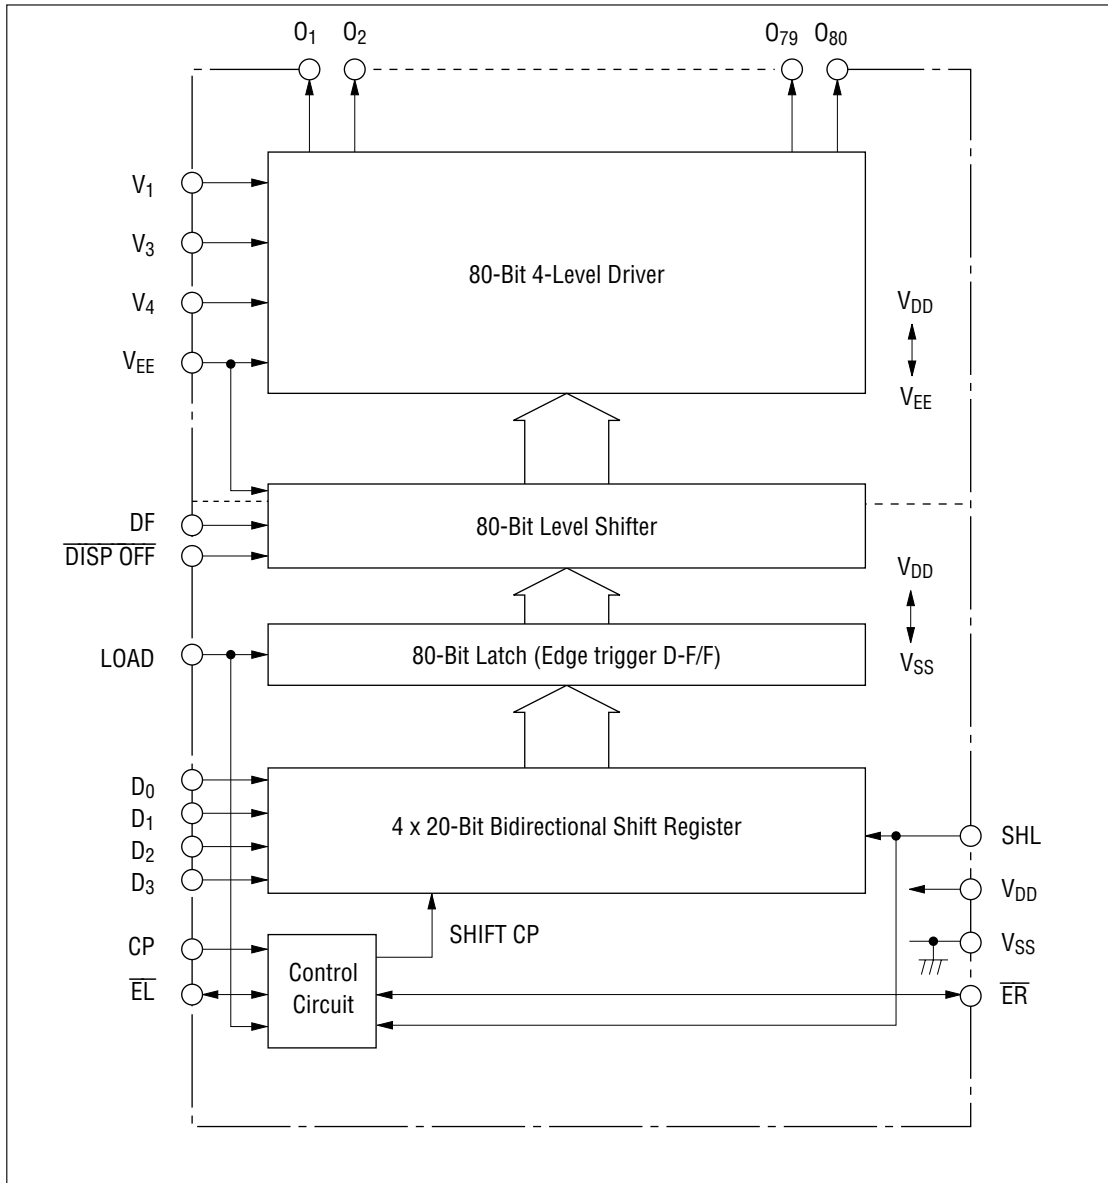 O1 O2 O79 O80
V1
V3
80-Bit 4-Level Driver
V4
VDD
VEE
VEE
DF
80-Bit Level Shifter
DISP OFF
VDD
LOAD
80-Bit Latch (Edge trigger D-F/F)
VSS
D0
D1
4 x 20-Bit Bidirectional Shift Register
SHL
D2
D3
VDD
CP
SHIFT CP
VSS
Control
Circuit
EL
ER